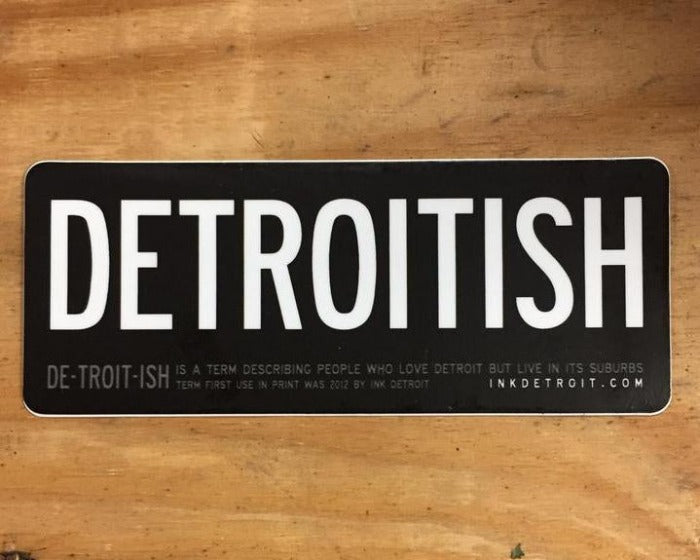 DETROITISH
DE-TROIT-ISH IS A TERM DESCRIBING PEOPLE WHO LOVE DETROIT BUT LIVE IN ITS SUBURBS
TERM FIRST USE IN PRINT WAS 2012 BY INK DETROIT INKDETROIT.COM